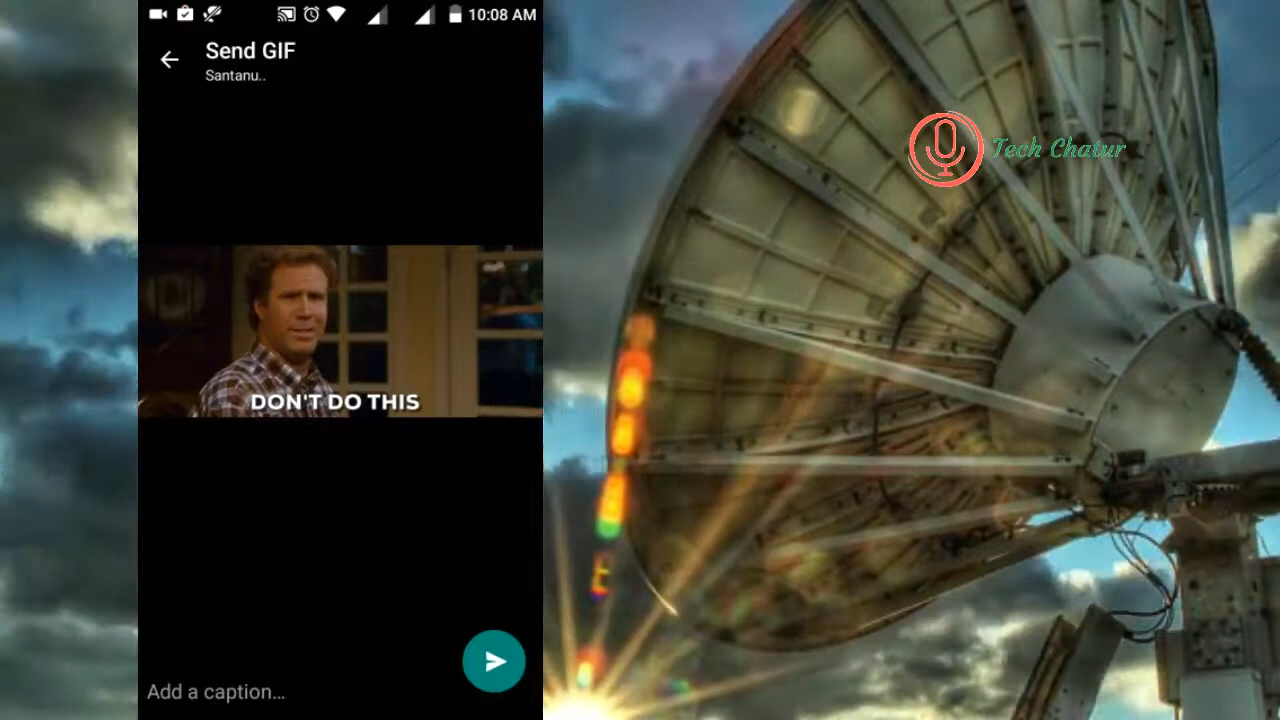 10:08 AM
Send GIF
Santanu..
Tech Chatur
DON'T DO THIS
Add a caption...